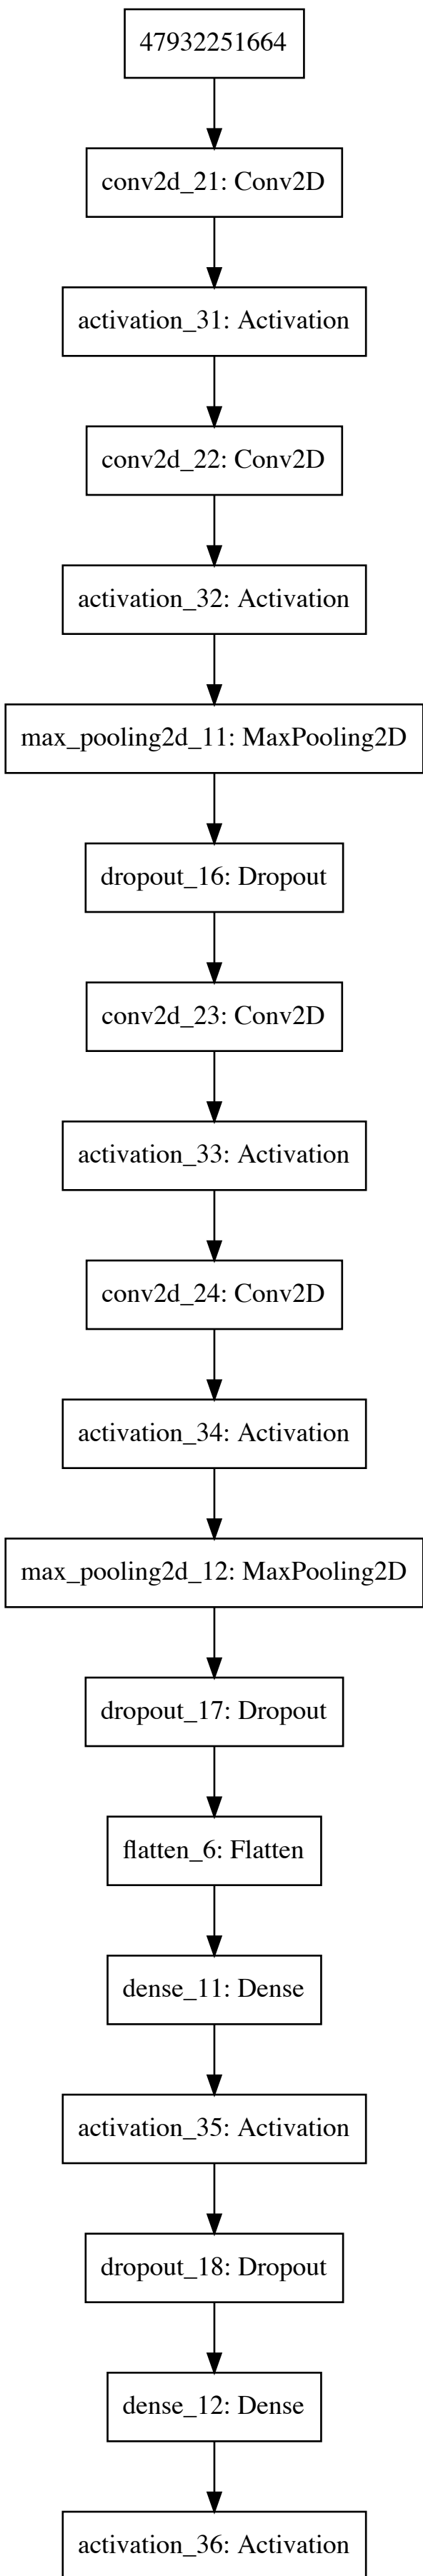 47932251664
conv2d_21: Conv2D
activation_31: Activation
conv2d_22: Conv2D
activation_32: Activation
max_pooling2d_11: MaxPooling2D
dropout_16: Dropout
conv2d_23: Conv2D
activation_33: Activation
conv2d_24: Conv2D
activation_34: Activation
max_pooling2d_12: MaxPooling2D
dropout_17: Dropout
flatten_6: Flatten
dense_11: Dense
activation_35: Activation
dropout_18: Dropout
dense_12: Dense
activation_36: Activation